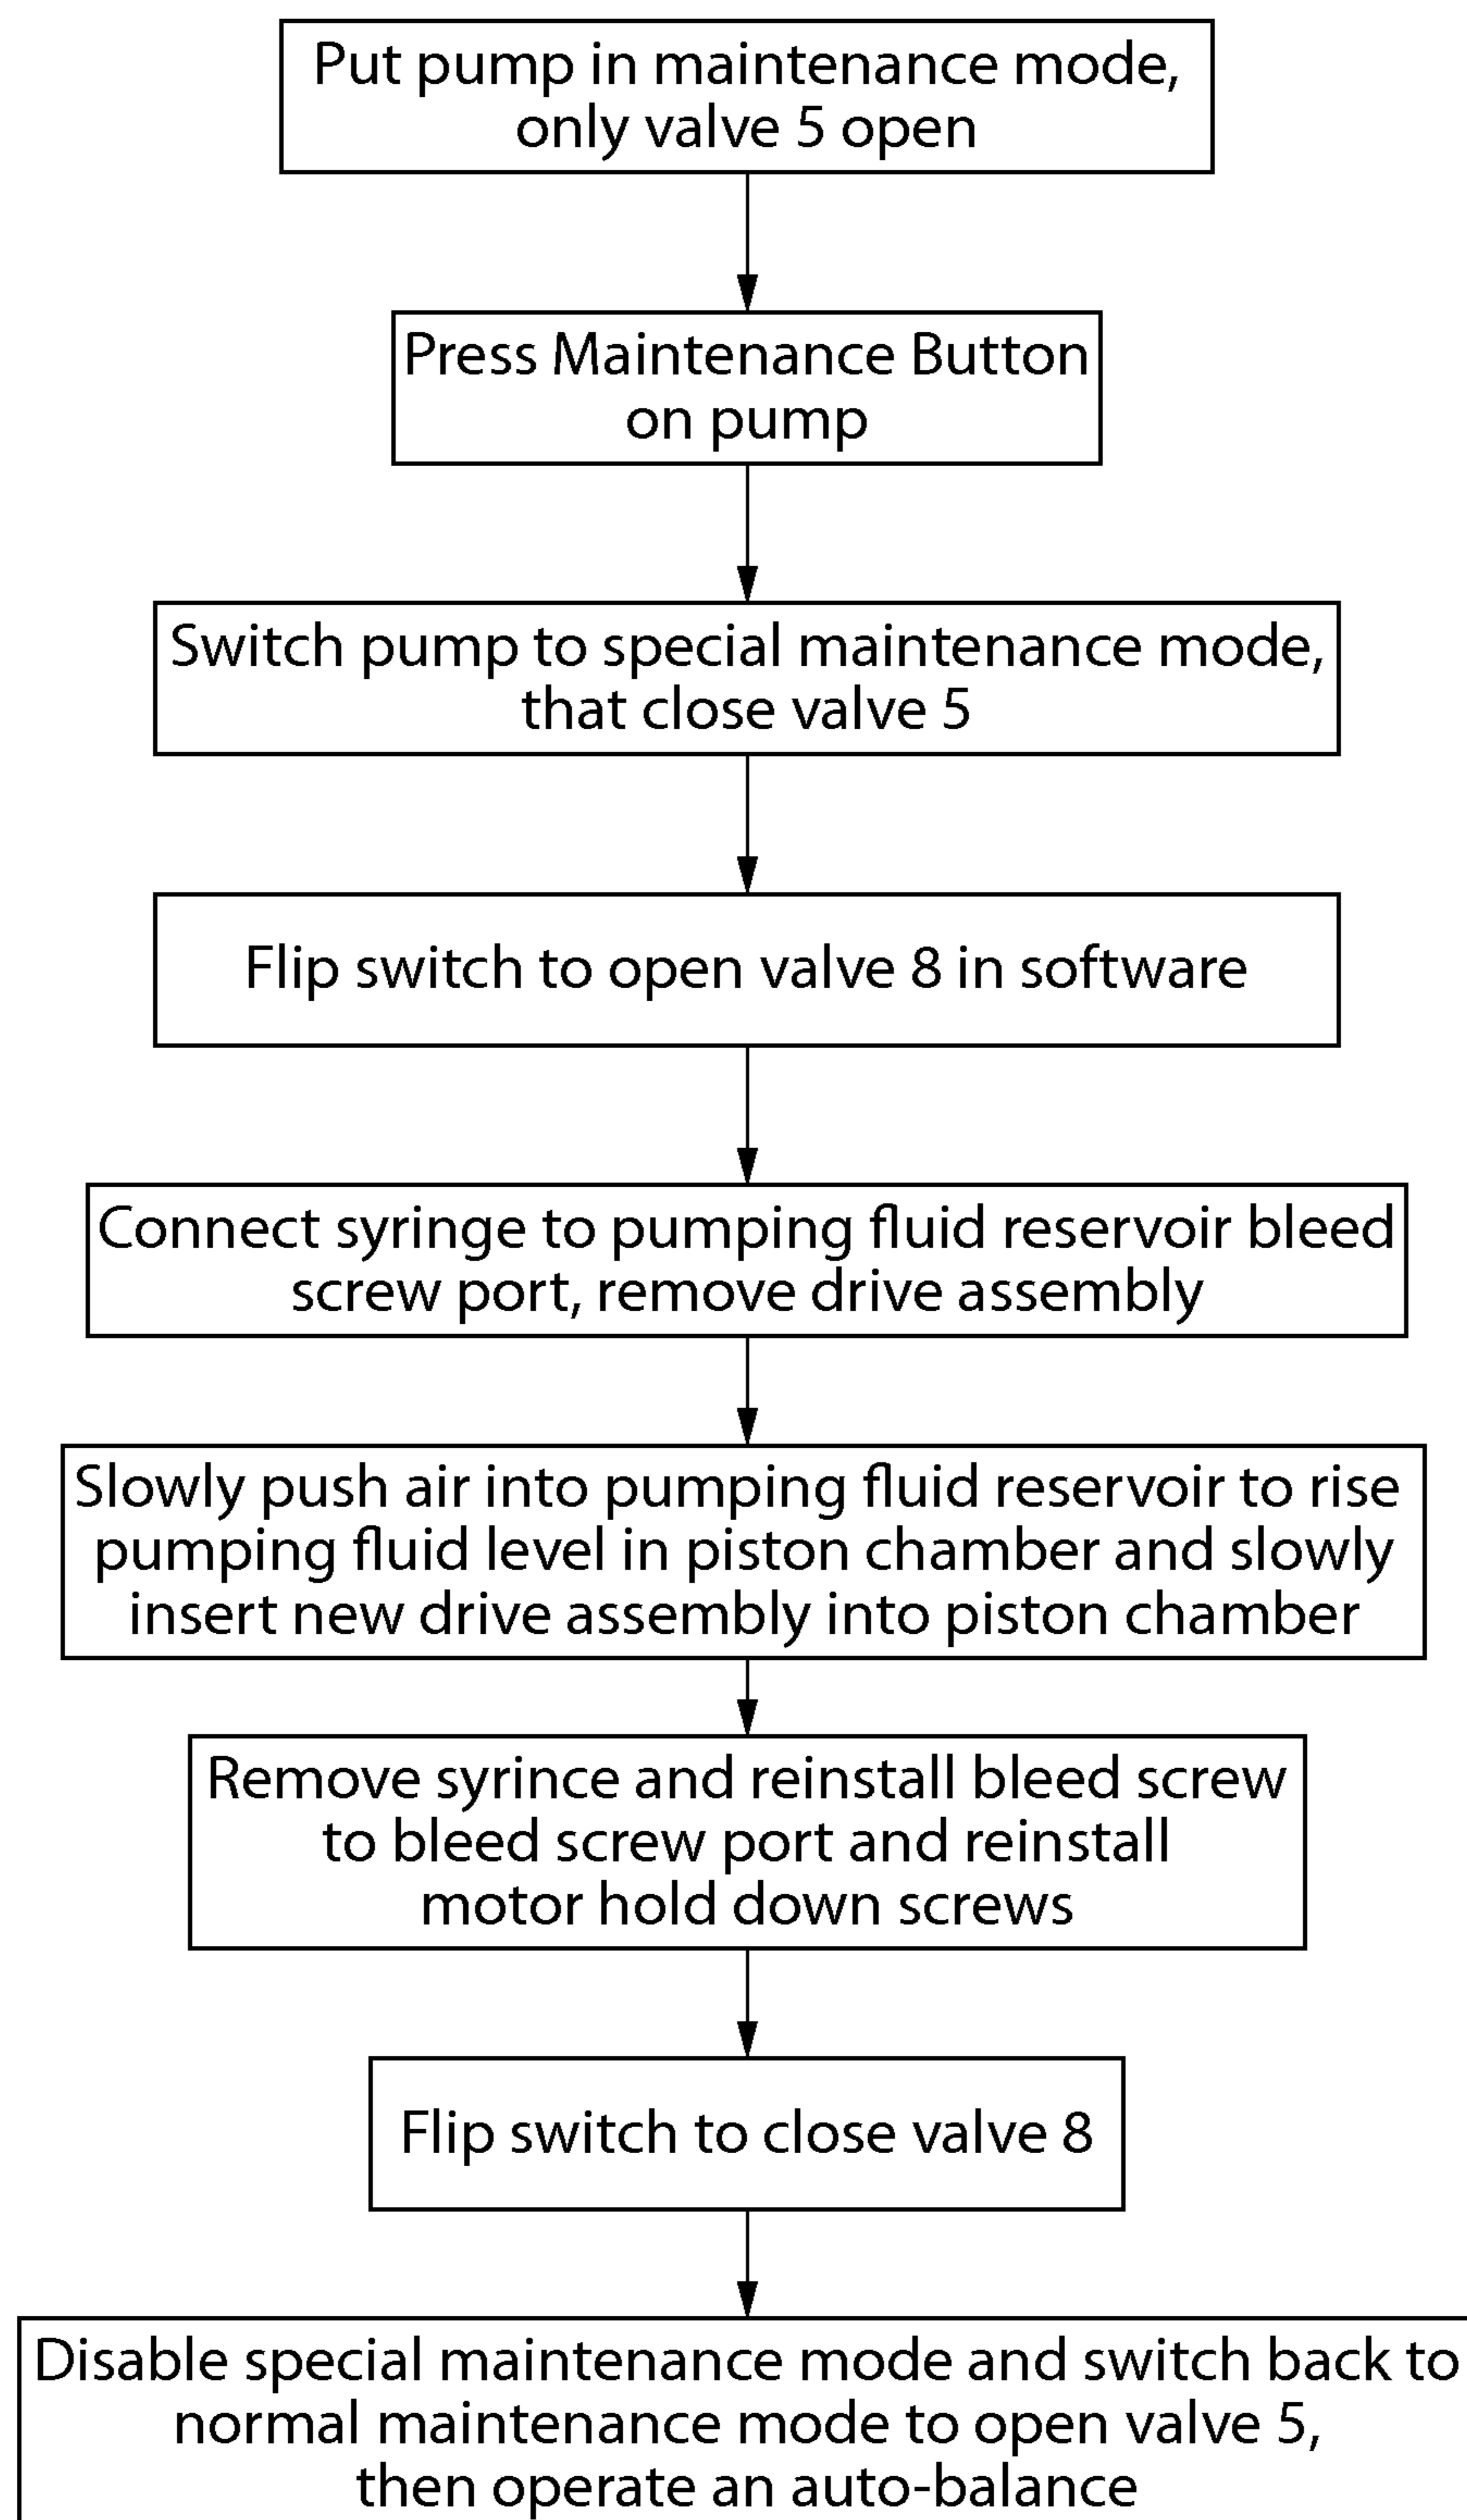 Put pump in maintenance mode,
only valve 5 open
Press Maintenance Button
on pump
Switch pump to special maintenance mode,
that close valve 5
Flip switch to open valve 8 in software
Connect syringe to pumping fluid reservoir bleed
screw port, remove drive assembly
Slowly push air into pumping fluid reservoir to rise
pumping fluid level in piston chamber and slowly
insert new drive assembly into piston chamber
Remove syrince and reinstall bleed screw
to bleed screw port and reinstall
motor hold down screws
Flip switch to close valve 8
Disable special maintenance mode and switch back to
normal maintenance mode to open valve 5,
then operate an auto-balance